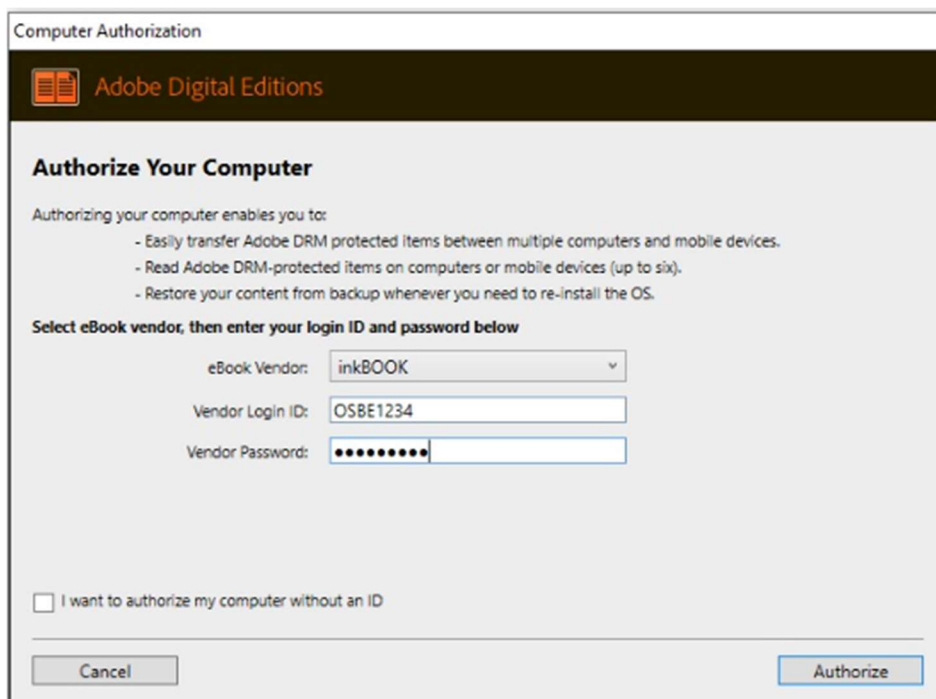 Computer Authorization
Adobe Digital Editions
Authorize Your Computer
Authorizing your computer enables you to:
- Easily transfer Adobe DRM protected items between multiple computers and mobile devices.
- Read Adobe DRM-protected items on computers or mobile devices (up to six).
- Restore your content from backup whenever you need to re-install the OS.
Select eBook vendor, then enter your login ID and password below
eBook Vendor: inkBOOK
Vendor Login ID: OSBE1234
Vendor Password: ●●●●●●●●●
I want to authorize my computer without an ID
Cancel Authorize